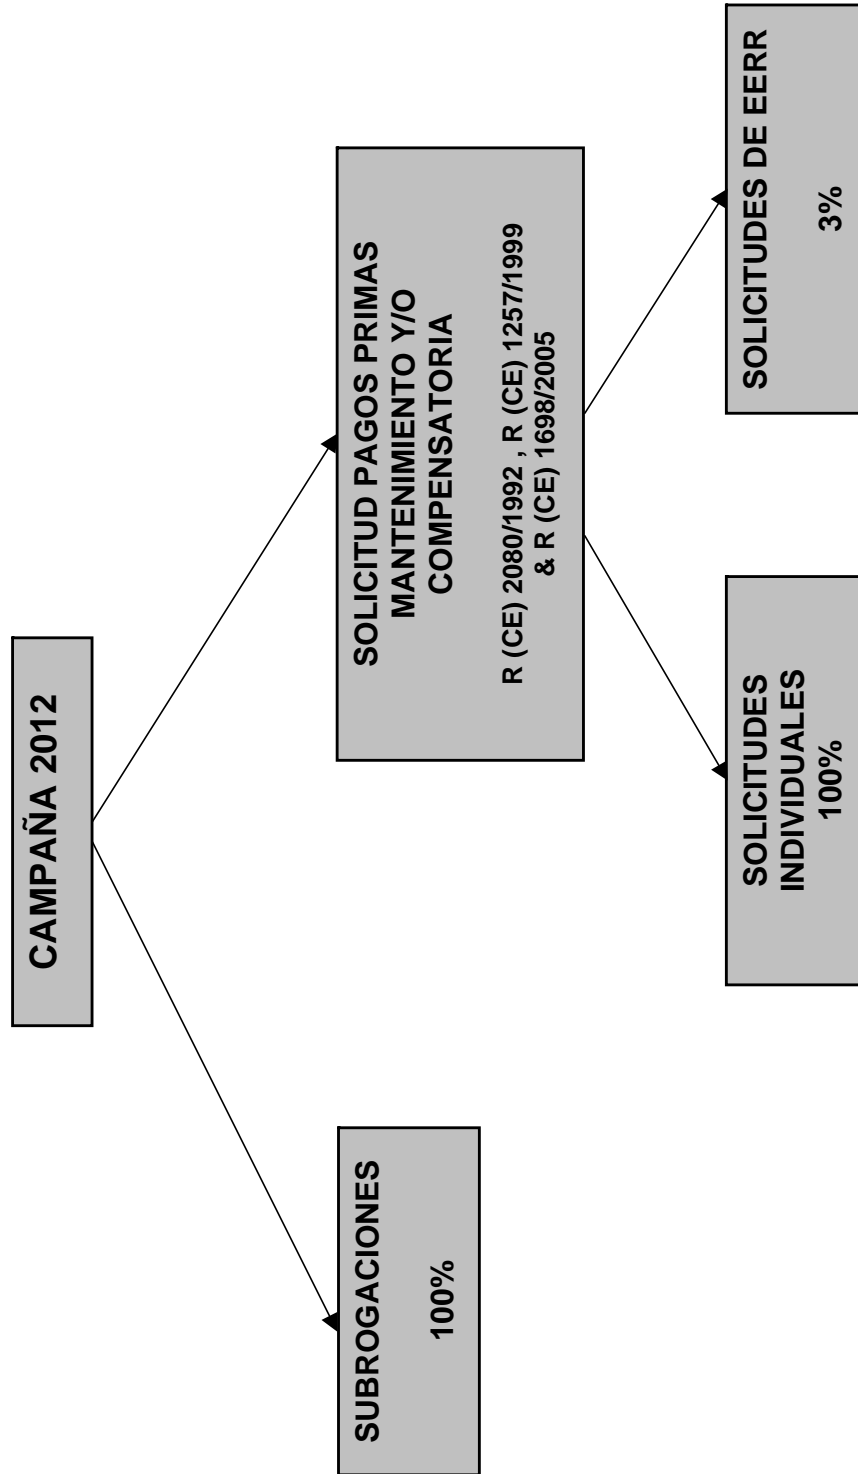 CAMPAÑA 2012
SUBROGACIONES
100%
SOLICITUD PAGOS PRIMAS
MANTENIMIENTO Y/O
COMPENSATORIA
R (CE) 2080/1992 , R (CE) 1257/1999
& R (CE) 1698/2005
SOLICITUDES
INDIVIDUALES
100%
SOLICITUDES DE EERR
3%